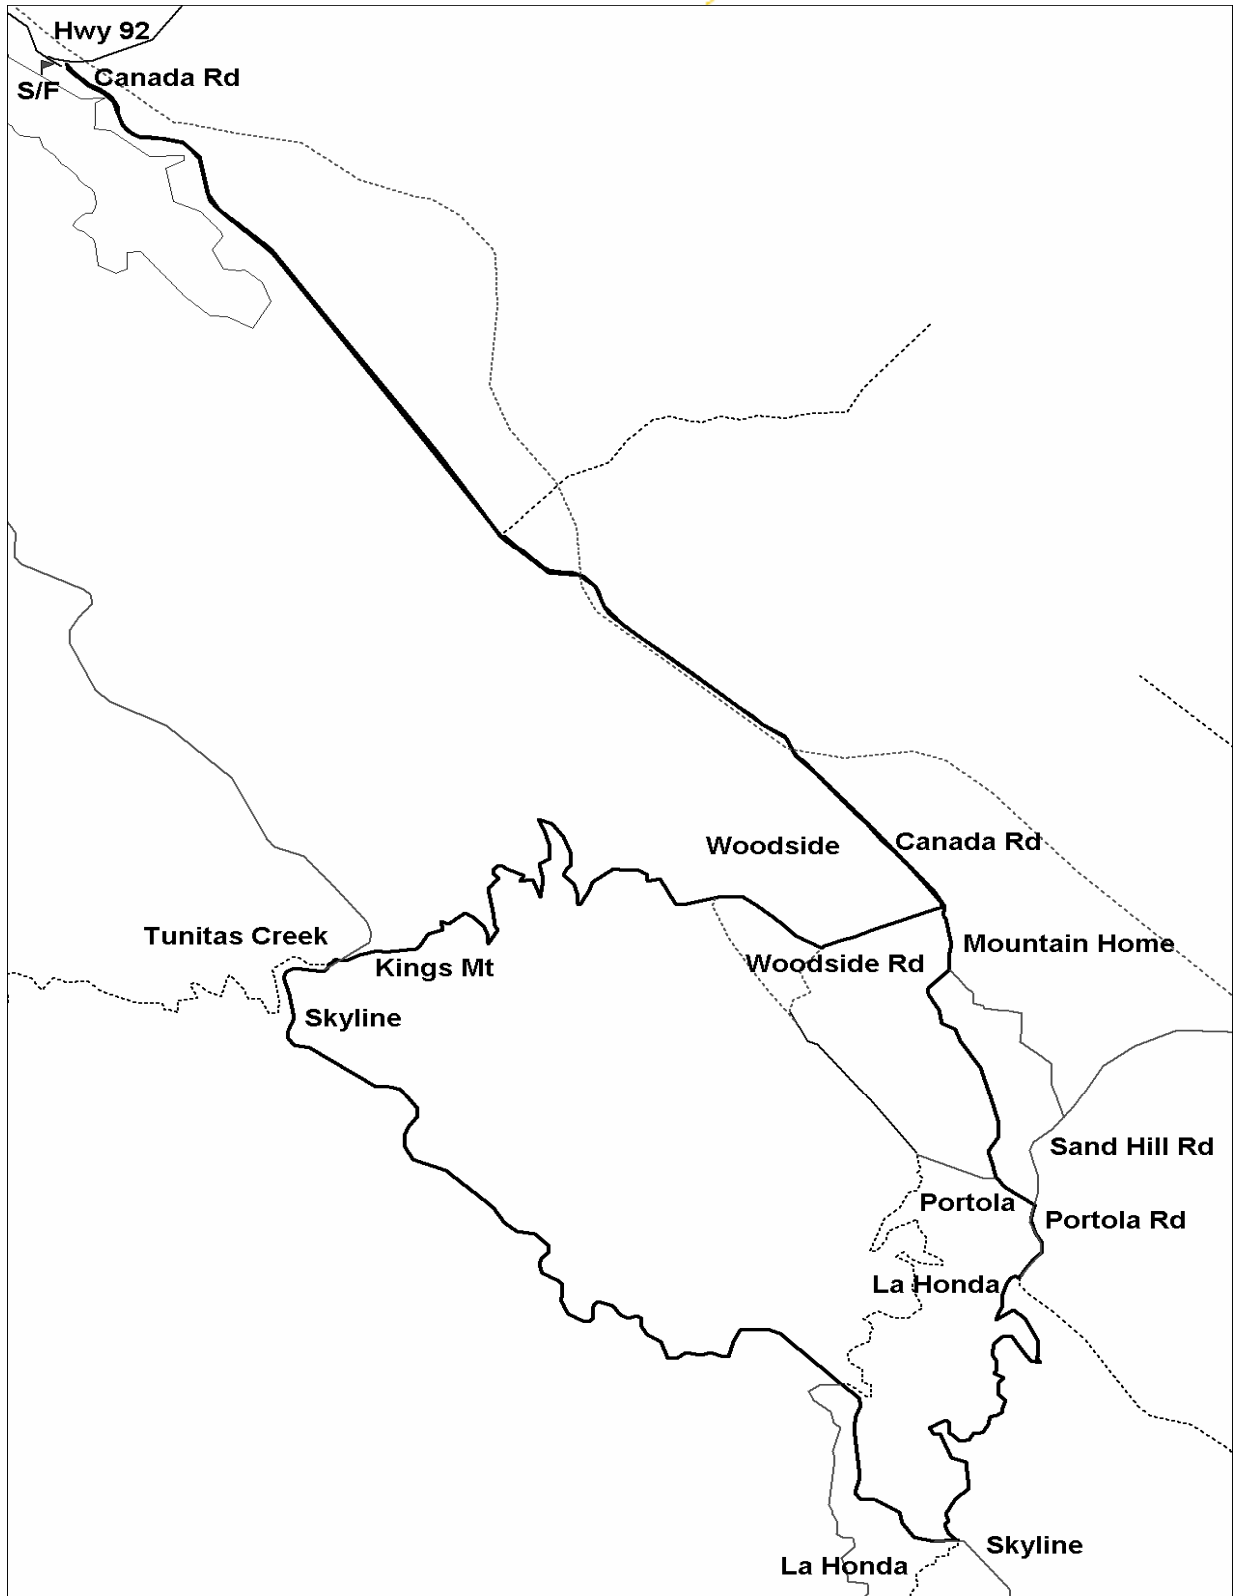 Hwy 92
Canada Rd
S/F
Woodside
Canada Rd
Tunitas Creek
Mountain Home
Woodside Rd
Kings Mt
Skyline
Sand Hill Rd
Portola
Portola Rd
La Honda
Skyline
La Honda